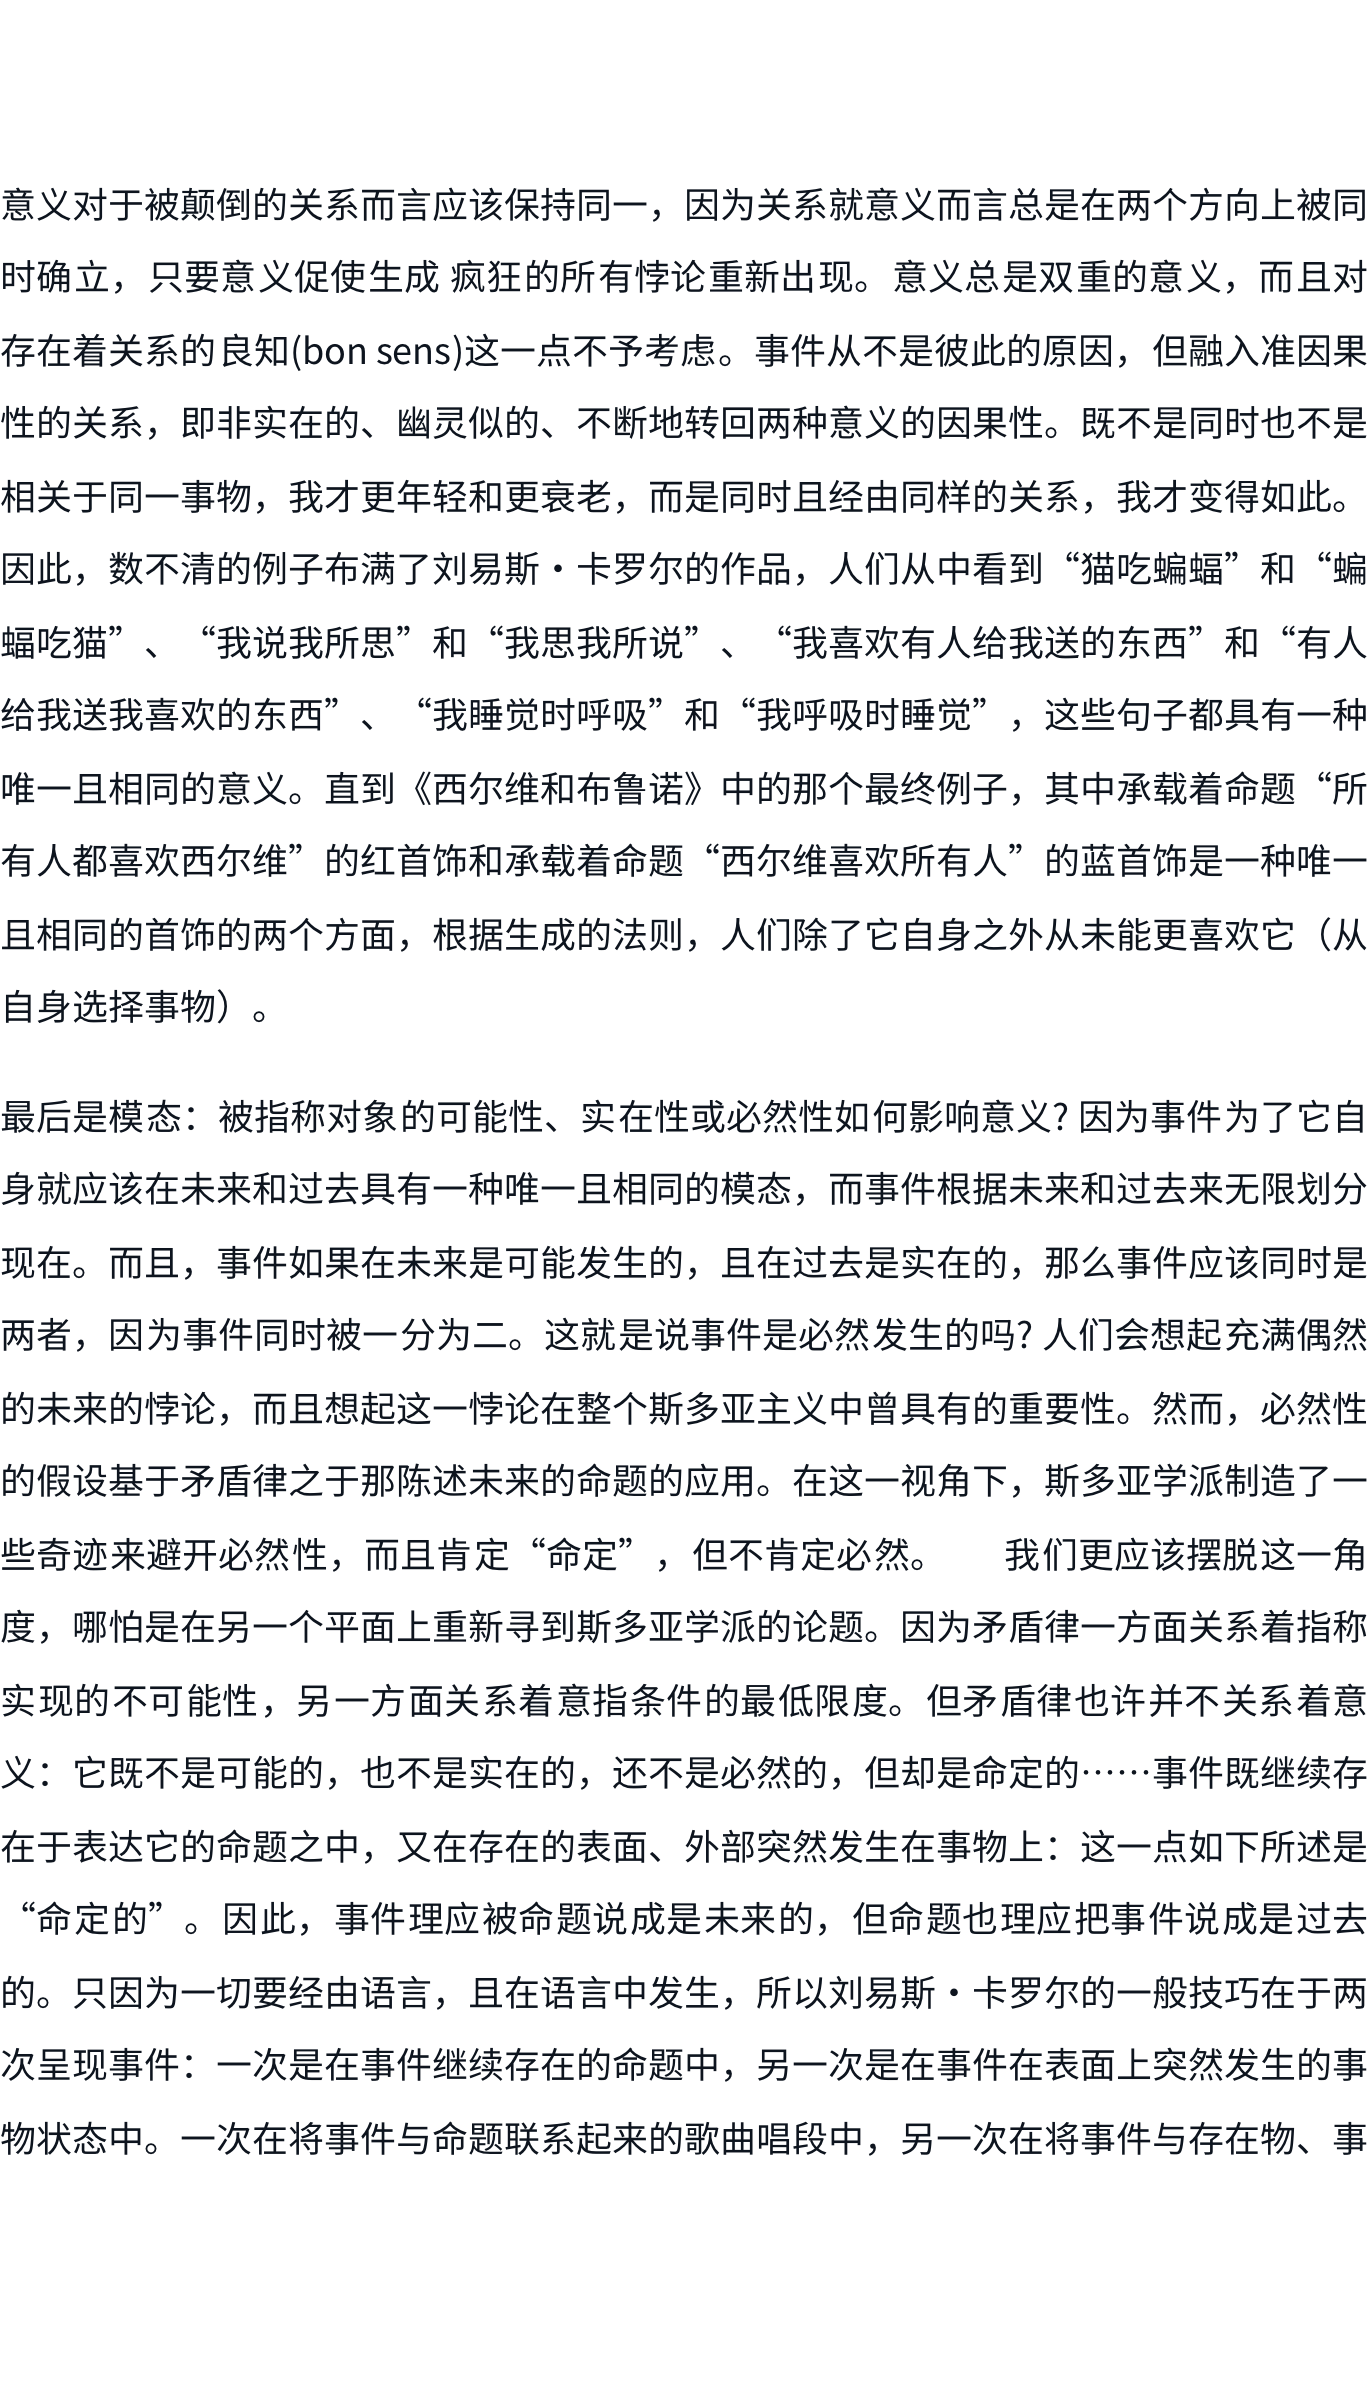 意义对于被颠倒的关系而言应该保持同一，因为关系就意义而言总是在两个方向上被同
时确立，只要意义促使生成 疯狂的所有悖论重新出现。意义总是双重的意义，而且对
存在着关系的良知(bon sens)这一点不予考虑。事件从不是彼此的原因，但融入准因果
性的关系，即非实在的、幽灵似的、不断地转回两种意义的因果性。既不是同时也不是
相关于同一事物，我才更年轻和更衰老，而是同时且经由同样的关系，我才变得如此。
因此，数不清的例子布满了刘易斯·卡罗尔的作品，人们从中看到“猫吃蝙蝠”和“蝙
蝠吃猫”、“我说我所思”和“我思我所说”、“我喜欢有人给我送的东西”和“有人
给我送我喜欢的东西”、“我睡觉时呼吸”和“我呼吸时睡觉”，这些句子都具有一种
唯一且相同的意义。直到《西尔维和布鲁诺》中的那个最终例子，其中承载着命题“所
有人都喜欢西尔维”的红首饰和承载着命题“西尔维喜欢所有人”的蓝首饰是一种唯一
且相同的首饰的两个方面，根据生成的法则，人们除了它自身之外从未能更喜欢它（从
自身选择事物）。
最后是模态：被指称对象的可能性、实在性或必然性如何影响意义? 因为事件为了它自
身就应该在未来和过去具有一种唯一且相同的模态，而事件根据未来和过去来无限划分
现在。而且，事件如果在未来是可能发生的，且在过去是实在的，那么事件应该同时是
两者，因为事件同时被一分为二。这就是说事件是必然发生的吗? 人们会想起充满偶然
的未来的悖论，而且想起这一悖论在整个斯多亚主义中曾具有的重要性。然而，必然性
的假设基于矛盾律之于那陈述未来的命题的应用。在这一视角下，斯多亚学派制造了一
些奇迹来避开必然性，而且肯定“命定”，但不肯定必然。　　我们更应该摆脱这一角
度，哪怕是在另一个平面上重新寻到斯多亚学派的论题。因为矛盾律一方面关系着指称
实现的不可能性，另一方面关系着意指条件的最低限度。但矛盾律也许并不关系着意
义：它既不是可能的，也不是实在的，还不是必然的，但却是命定的……事件既继续存
在于表达它的命题之中，又在存在的表面、外部突然发生在事物上：这一点如下所述是
“命定的”。因此，事件理应被命题说成是未来的，但命题也理应把事件说成是过去
的。只因为一切要经由语言，且在语言中发生，所以刘易斯·卡罗尔的一般技巧在于两
次呈现事件：一次是在事件继续存在的命题中，另一次是在事件在表面上突然发生的事
物状态中。一次在将事件与命题联系起来的歌曲唱段中，另一次在将事件与存在物、事